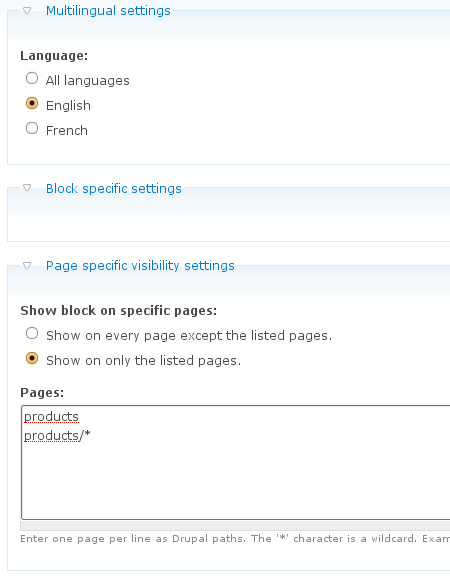 Multilingual settings
Language:
All languages
English
French
Block specific settings
Page specific visibility settings
Show block on specific pages:
Show on every page except the listed pages.
Show on only the listed pages.
Pages:
products
products/*
Enter one page per line as Drupal paths. The '*' character is a wildcard. Exam